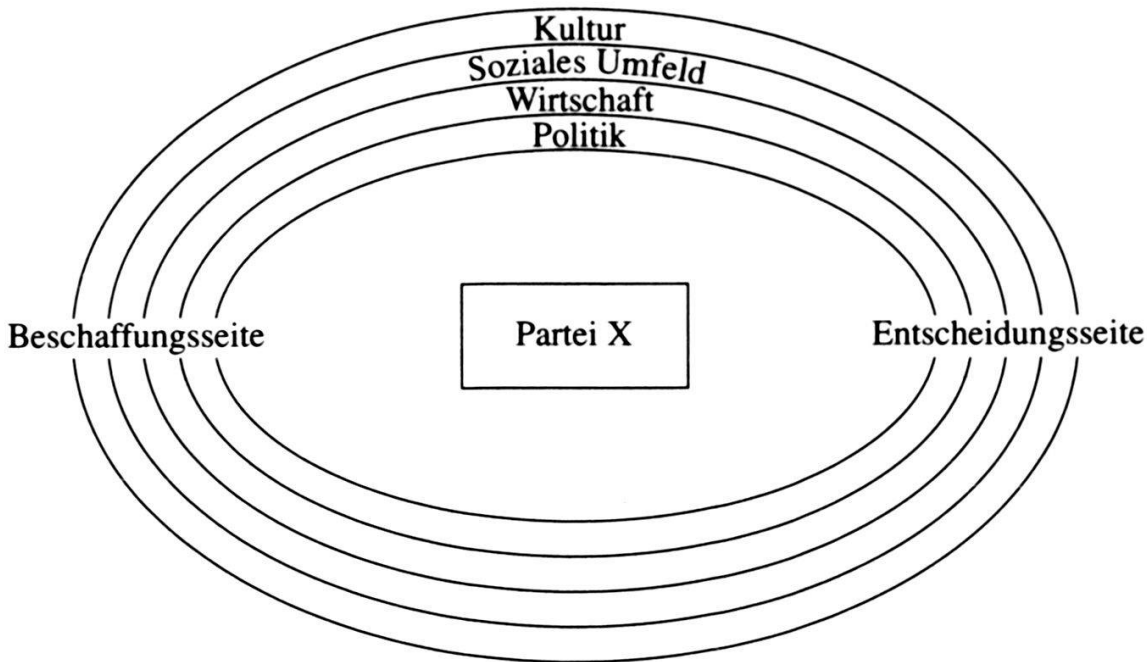 Kultur
Soziales Umfeld
Wirtschaft
Politik
Beschaffungsseite
Partei X
Entscheidungsseite